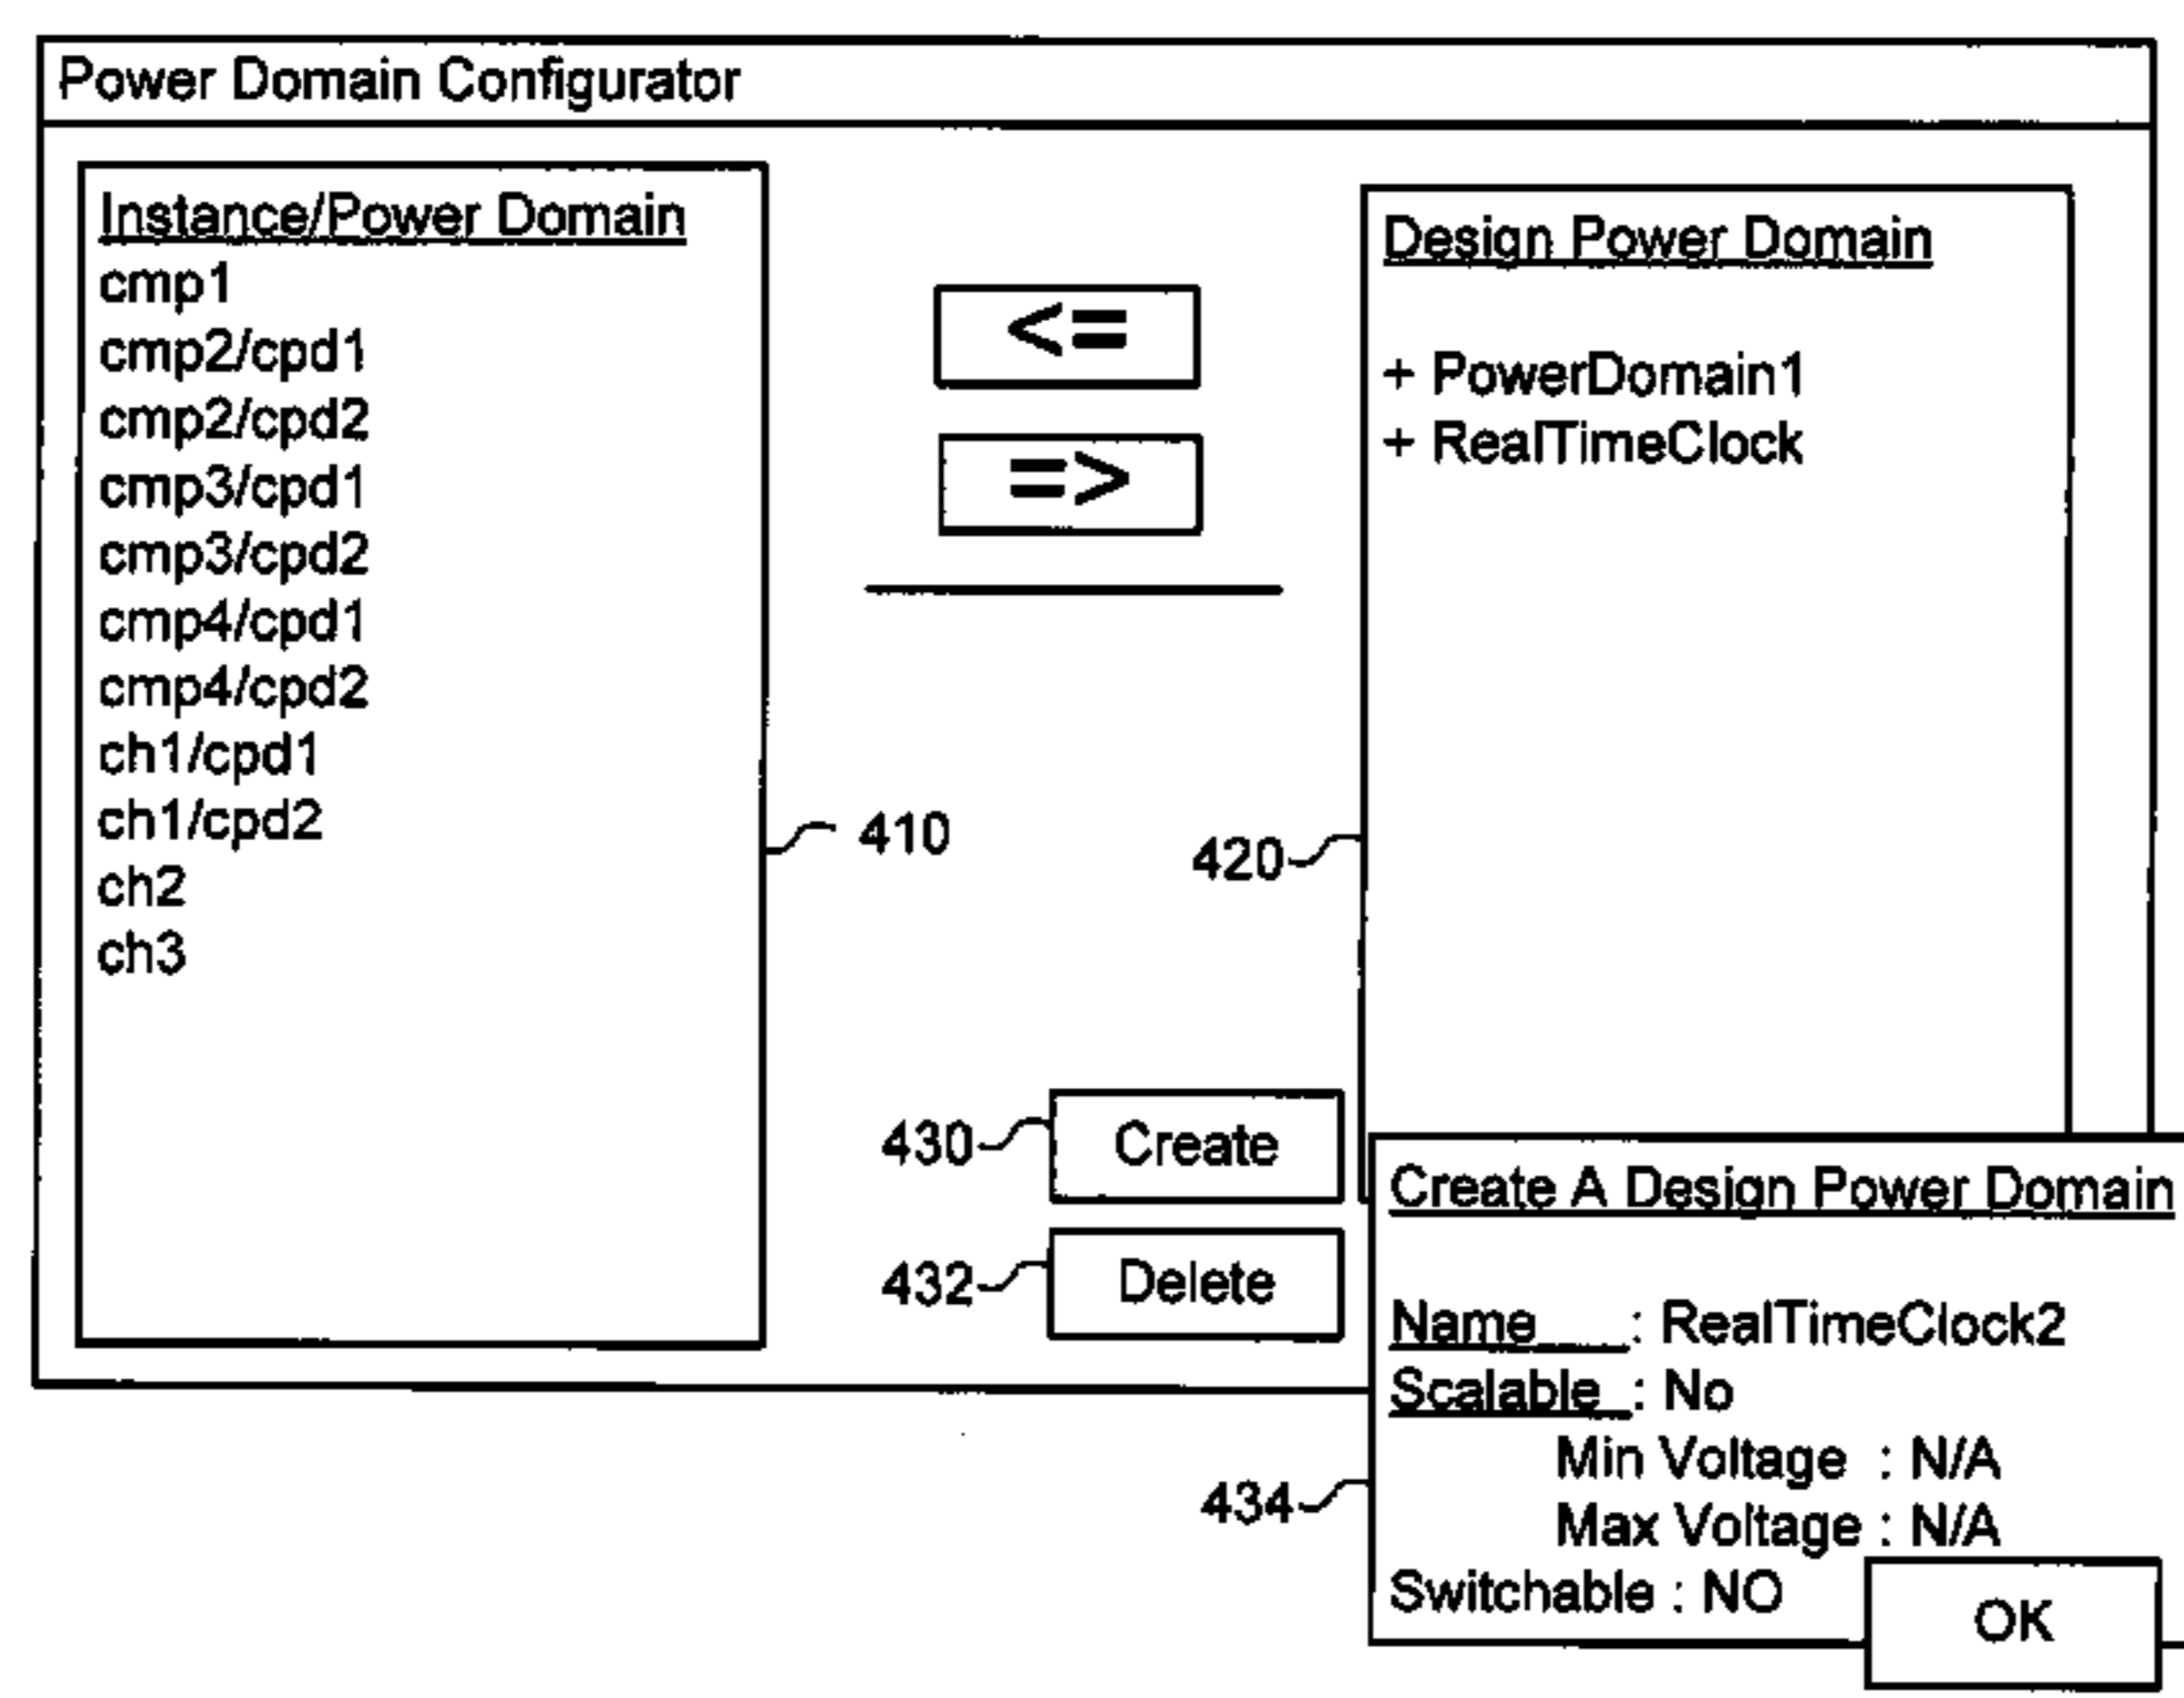 Power Domain Configurator
Instance/Power Domain
cmp1
cmp2/cpd1
cmp2/cpd2
cmp3/cpd1
cmp3/cpd2
cmp4/cpd1
cmp4/cpd2
ch1/cpd1
ch1/cpd2
ch2
ch3
410
<=
=>
Design Power Domain
+ PowerDomain1
+ RealTimeClock
420
430
Create
432
Delete
Create A Design Power Domain
Name : RealTimeClock2
Scalable : No
Min Voltage : N/A
Max Voltage : N/A
Switchable : NO
434
OK